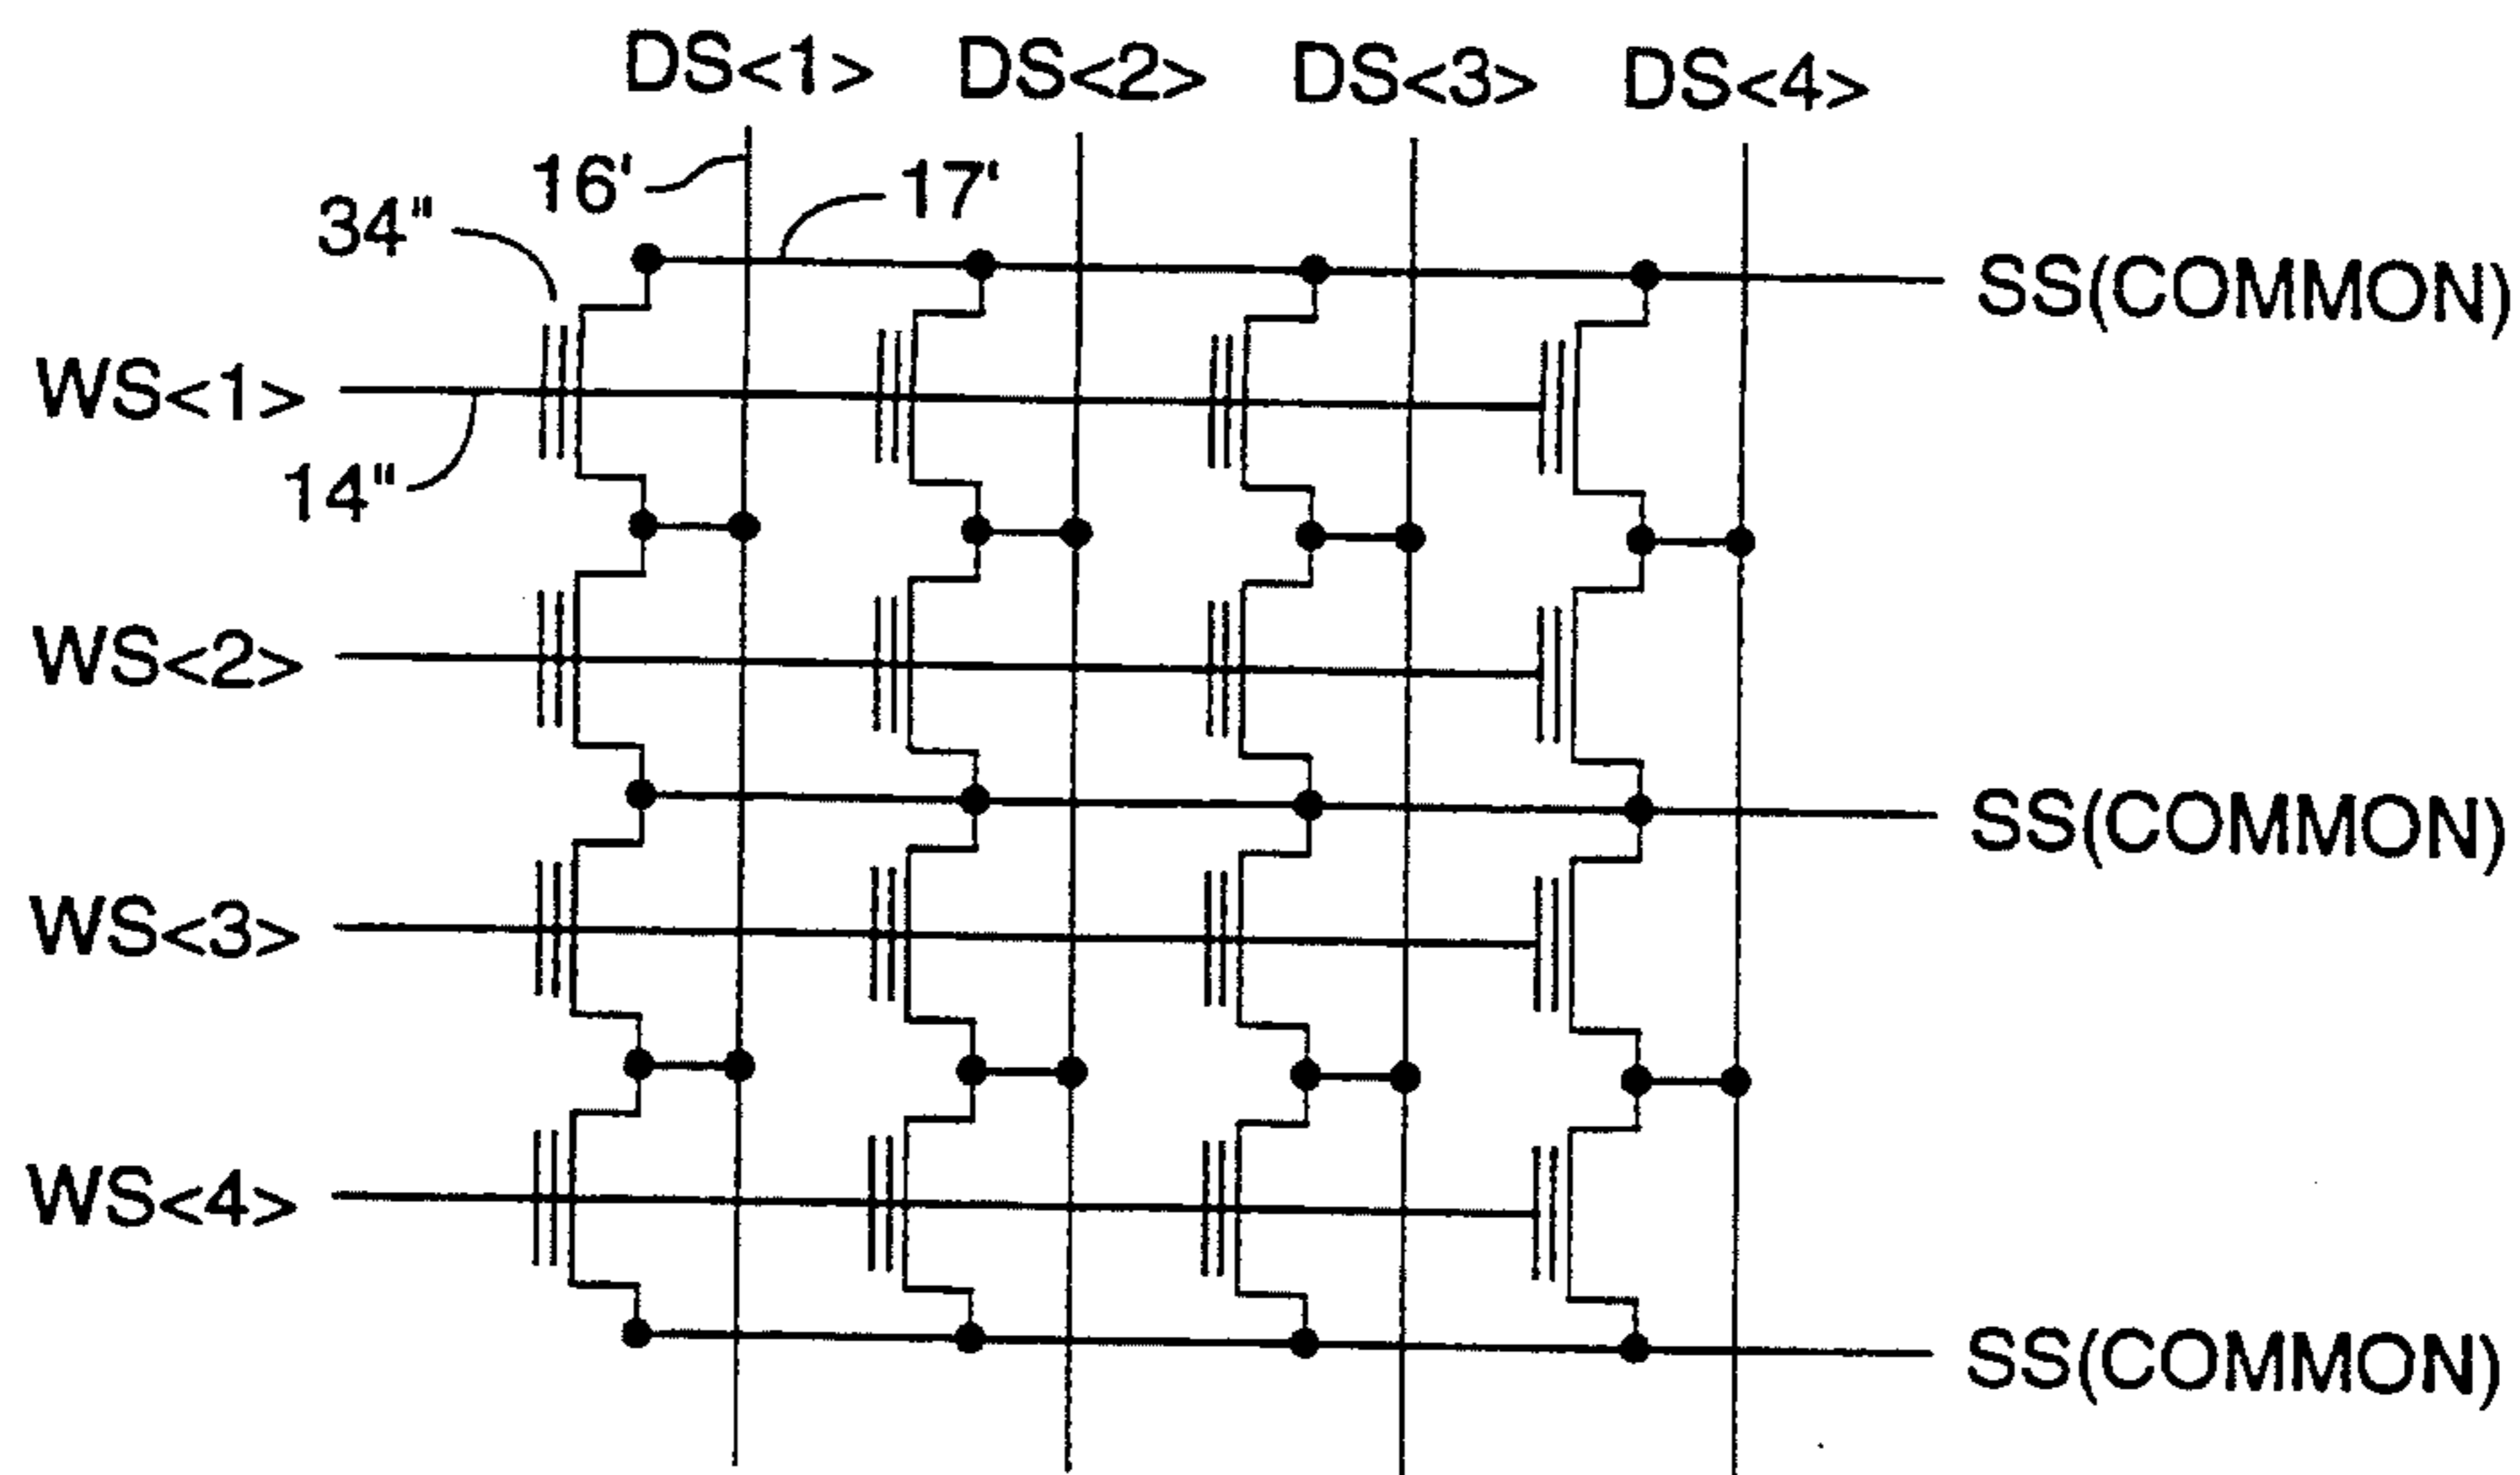 DS<1> DS<2> DS<3> DS<4>
16'
17'
34"
SS(COMMON)
WS<1>
14"
WS<2>
SS(COMMON)
WS<3>
WS<4>
SS(COMMON)